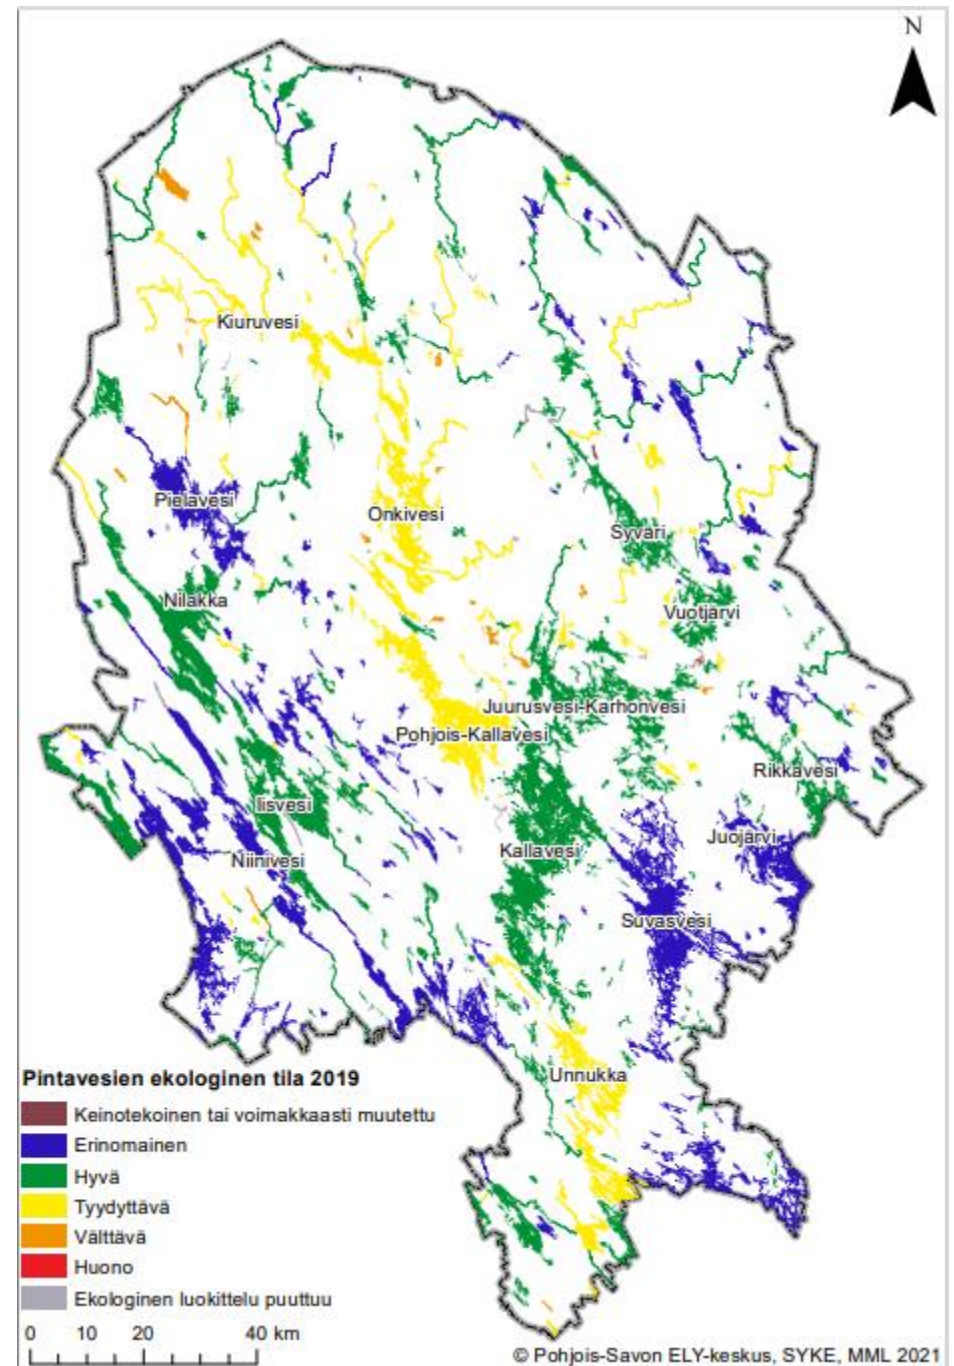 N
Kiuruvesi
Pielavesi
Onkivesi
Syväri
Nilakka
Vuotjärvi
Juurusvesi-Karhonvesi
Pohjois-Kallavesi
Rikkavesi
Iisvesi
Juojärvi
Kallavesi
Niinivesi
Suvasvesi
Unnukka
Pintavesien ekologinen tila 2019
Keinotekoinen tai voimakkaasti muutettu
Erinomainen
Hyvä
Tyydyttävä
Välttävä
Huono
Ekologinen luokittelu puuttuu
0 10 20 40 km
© Pohjois-Savon ELY-keskus, SYKE, MML 2021